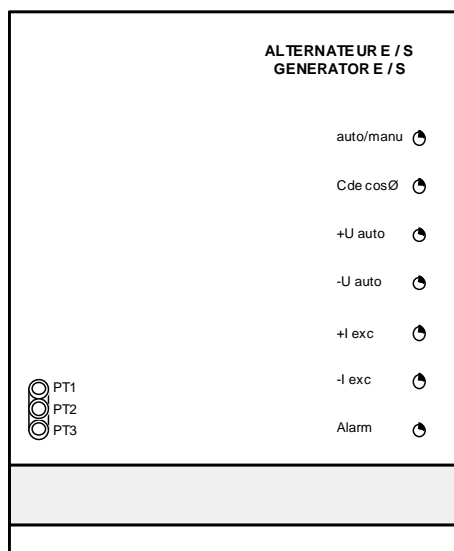 ALTERNATEUR E / S
GENERATOR E / S
auto/manu
Cde cosØ
+U auto
-U auto
+I exc
-I exc
PT1
PT2
PT3
Alarm